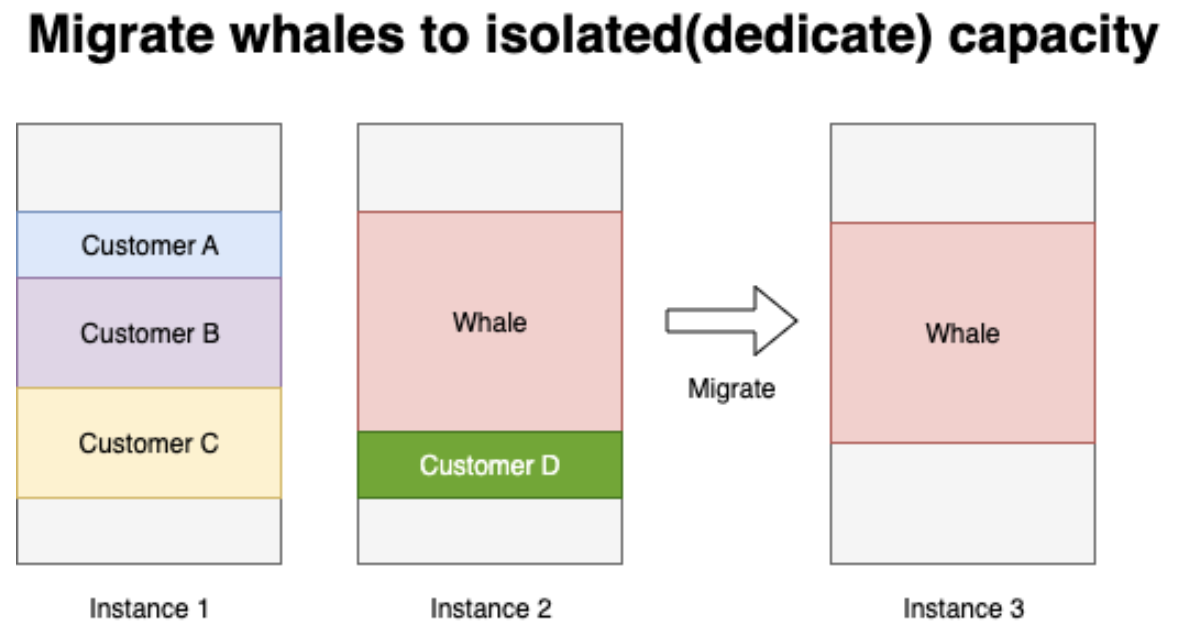 Migrate whales to isolated(dedicate) capacity
Customer A
Customer B
Customer C
Instance 1
Whale
Customer D
Instance 2
Migrate
Whale
Instance 3